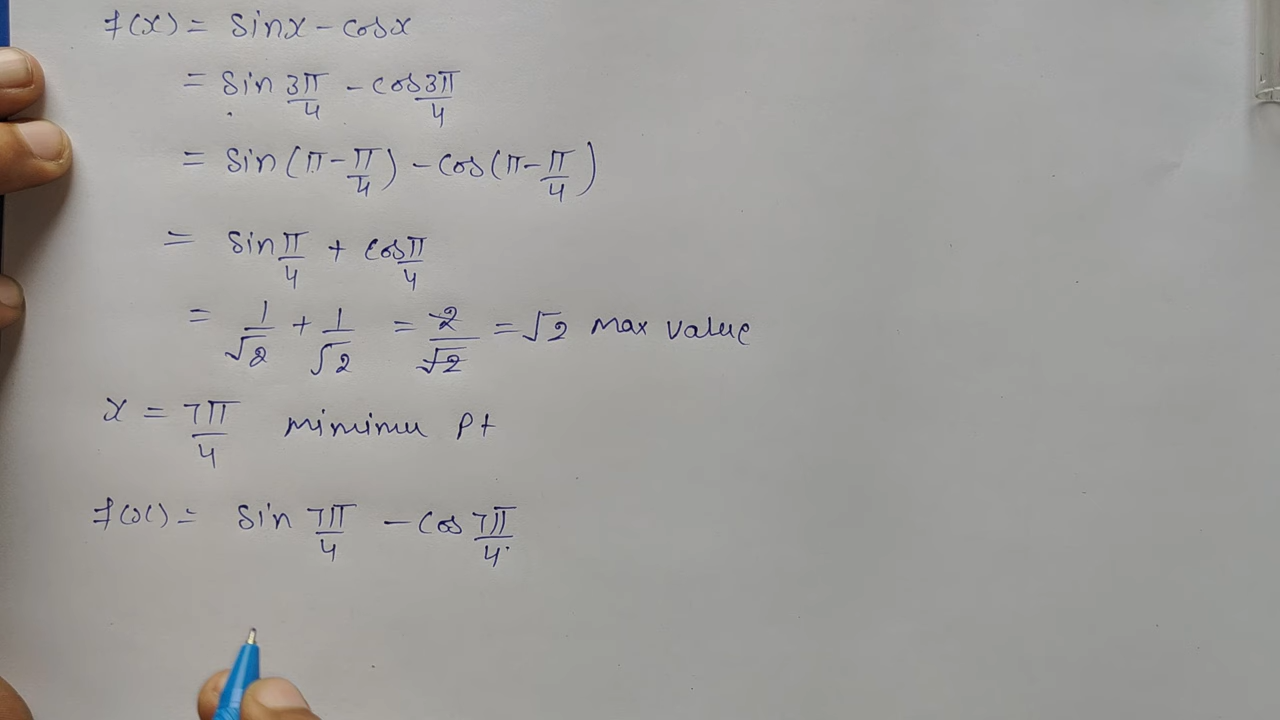 f(x) = sinx - cosx
= sin 3π/4 - cos 3π/4
= sin(π - π/4) - cos(π - π/4)
= sin π/4 + cos π/4
= 1/√2 + 1/√2 = 2/√2 = √2 max value
x = 7π/4 minimu pt
f(x) = sin 7π/4 - cos 7π/4